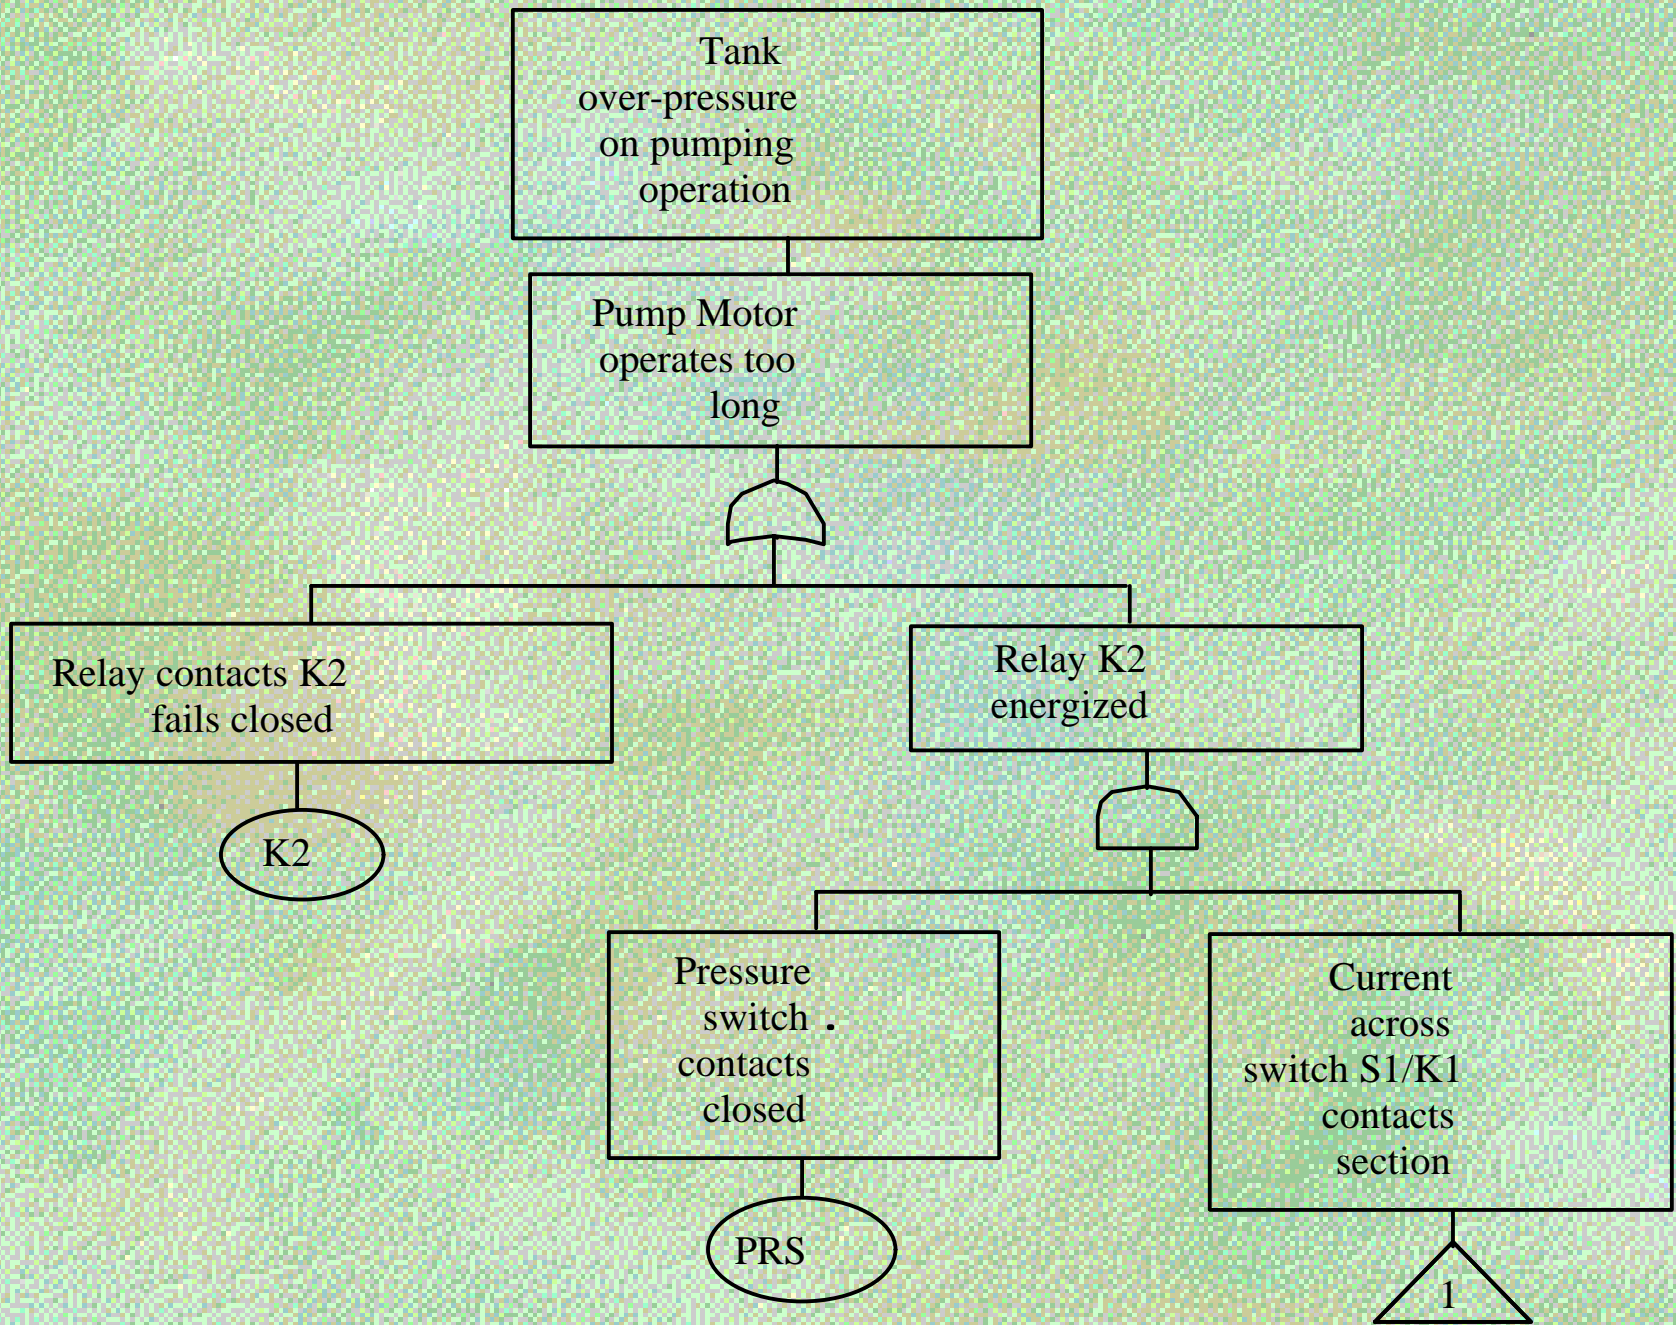 Tank
over-pressure
on pumping
operation
Pump Motor
operates too
long
Relay contacts K2
fails closed
K2
Relay K2
energized
Pressure
switch .
contacts
closed
PRS
Current
across
switch S1/K1
contacts
section
1